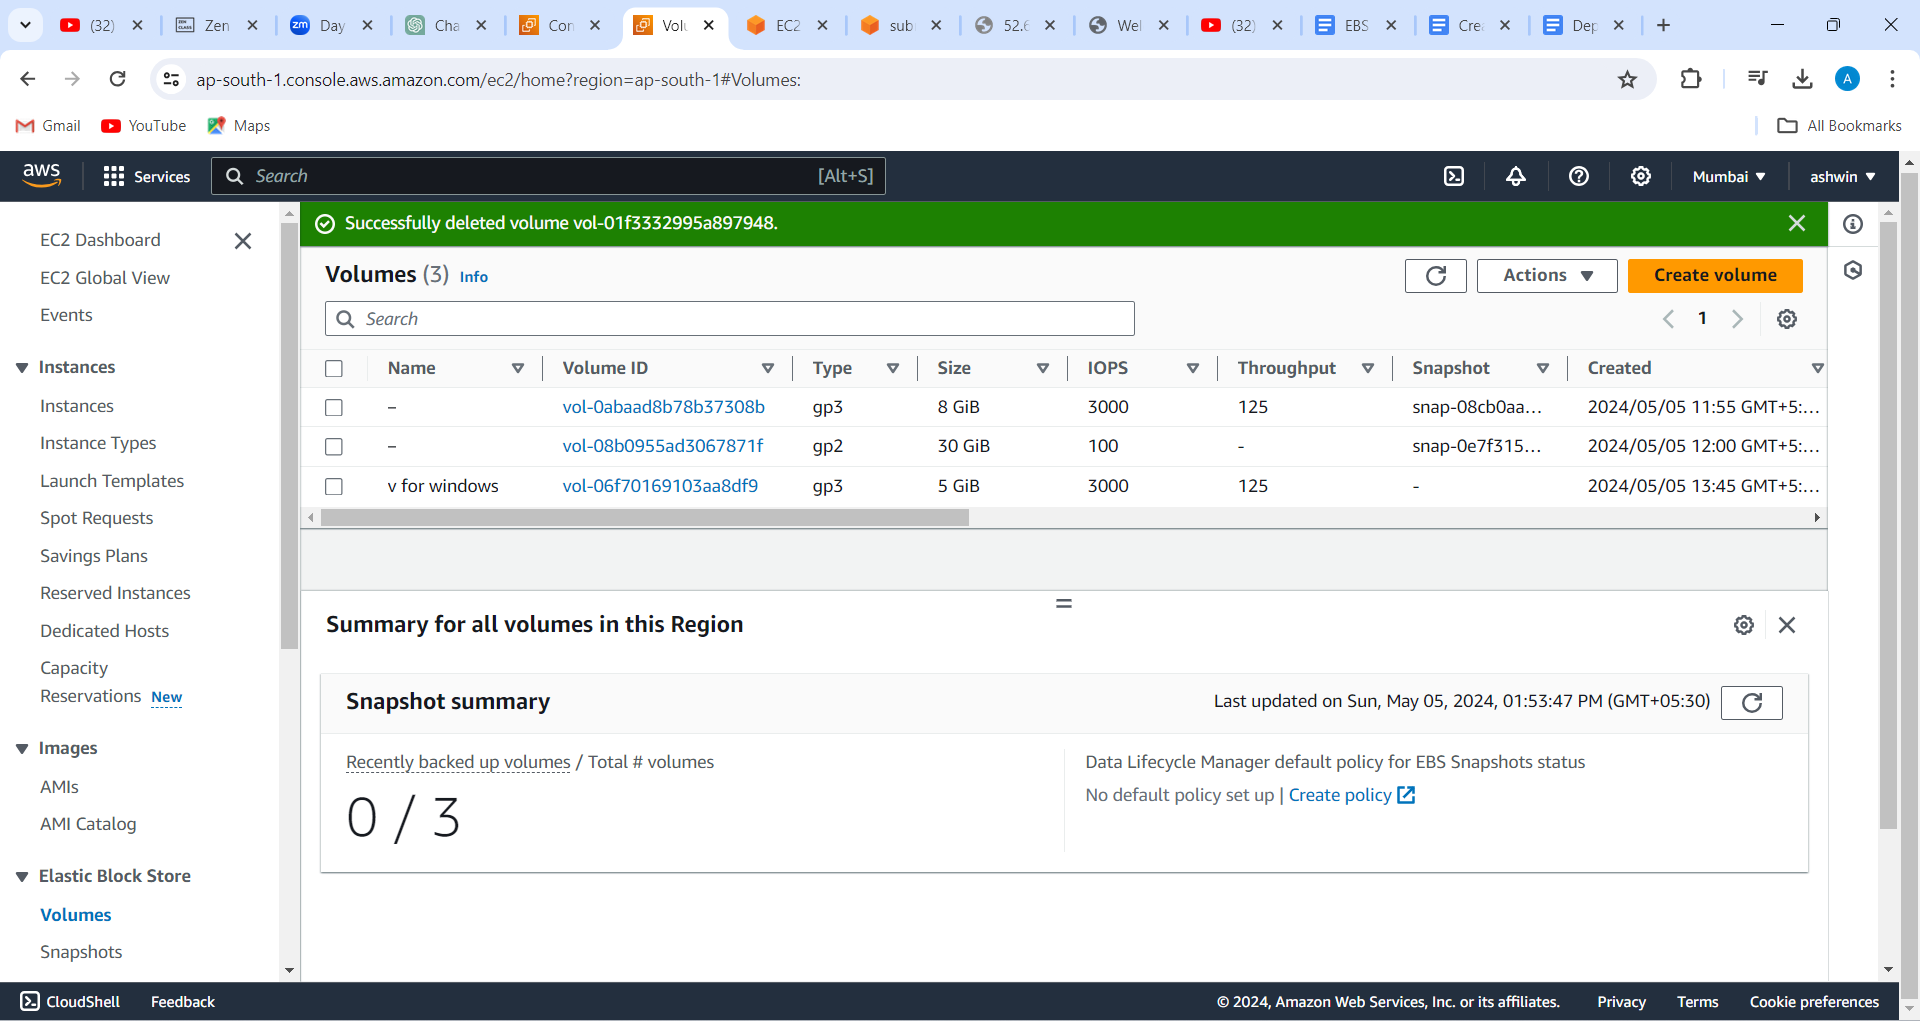 (32)
Zen
Day
Cha
Con
Volu
EC2
sub
52.6
Wel
(32)
EBS
Cre
Dep
ap-south-1.console.aws.amazon.com/ec2/home?region=ap-south-1#Volumes:
A
Gmail
YouTube
Maps
All Bookmarks
aws
Services
Search
[Alt+S]
Mumbai
ashwin
EC2 Dashboard
EC2 Global View
Events
Instances
Instances
Instance Types
Launch Templates
Spot Requests
Savings Plans
Reserved Instances
Dedicated Hosts
Capacity
Reservations New
Images
AMIs
AMI Catalog
Elastic Block Store
Volumes
Snapshots
Successfully deleted volume vol-01f3332995a897948.
Volumes (3) Info
Actions
Create volume
Search
1
Name Volume ID Type Size IOPS Throughput Snapshot Created
– vol-0abaad8b78b37308b gp3 8 GiB 3000 125 snap-08cb0aa... 2024/05/05 11:55 GMT+5:...
– vol-08b0955ad3067871f gp2 30 GiB 100 - snap-0e7f315... 2024/05/05 12:00 GMT+5:...
v for windows vol-06f70169103aa8df9 gp3 5 GiB 3000 125 - 2024/05/05 13:45 GMT+5:...
Summary for all volumes in this Region
Snapshot summary
Last updated on Sun, May 05, 2024, 01:53:47 PM (GMT+05:30)
Recently backed up volumes / Total # volumes
0 / 3
Data Lifecycle Manager default policy for EBS Snapshots status
No default policy set up | Create policy
CloudShell
Feedback
© 2024, Amazon Web Services, Inc. or its affiliates.
Privacy
Terms
Cookie preferences